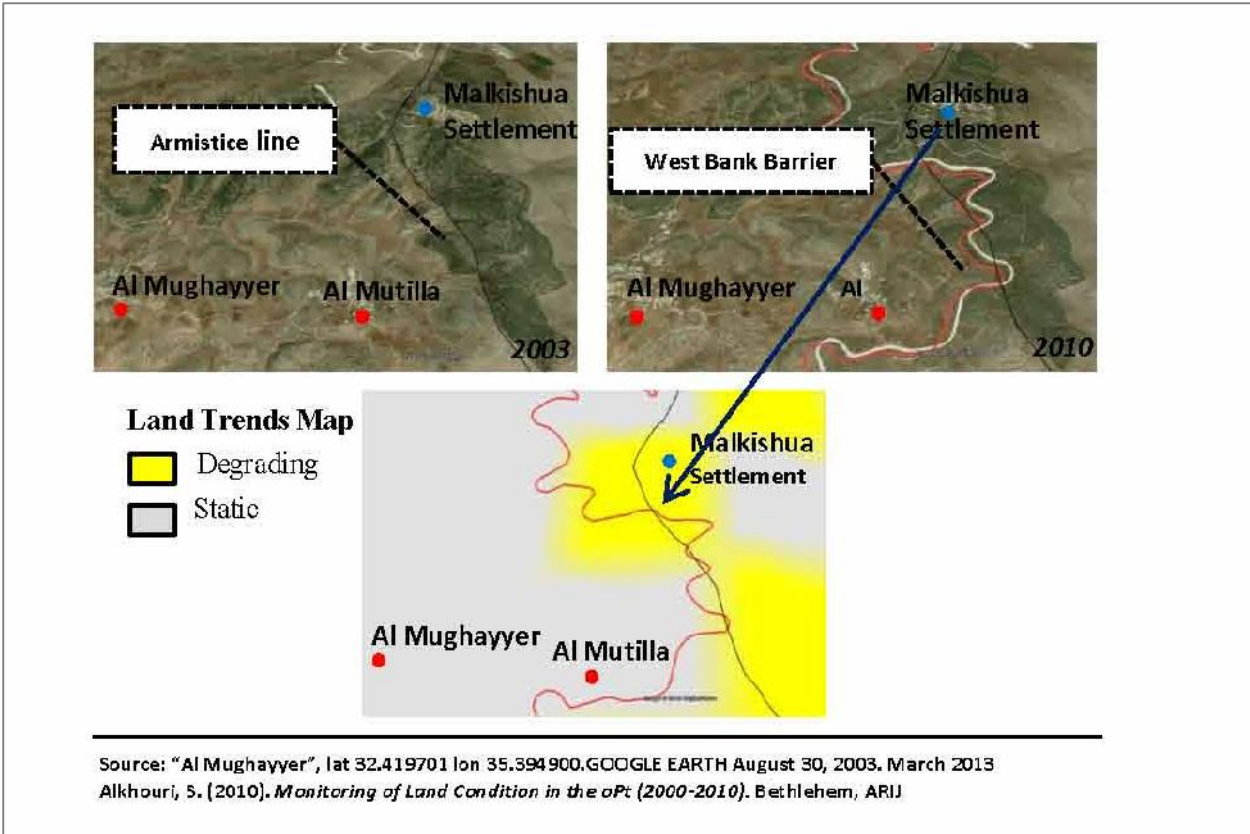 Malkishua
Settlement
Armistice line
Al Mughayyer
Al Mutilla
2003
Malkishua
Settlement
West Bank Barrier
Al Mughayyer
Al
2010
Land Trends Map
Degrading
Static
Malkishua
Settlement
Al Mughayyer
Al Mutilla
Source: “Al Mughayyer”, lat 32.419701 lon 35.394900.GOOGLE EARTH August 30, 2003. March 2013
Alkhouri, S. (2010). Monitoring of Land Condition in the oPt (2000-2010). Bethlehem, ARIJ